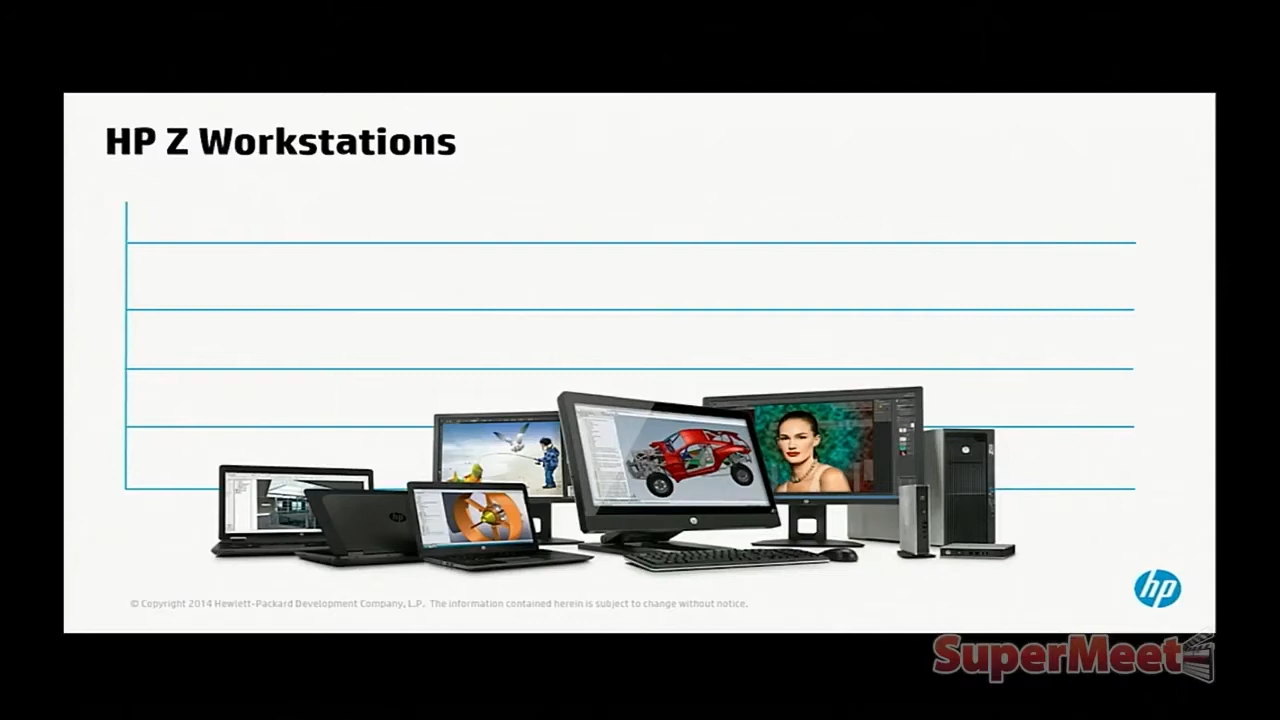 HP Z Workstations
© Copyright 2014 Hewlett-Packard Development Company, L.P. The information contained herein is subject to change without notice.
hp
SuperMeet